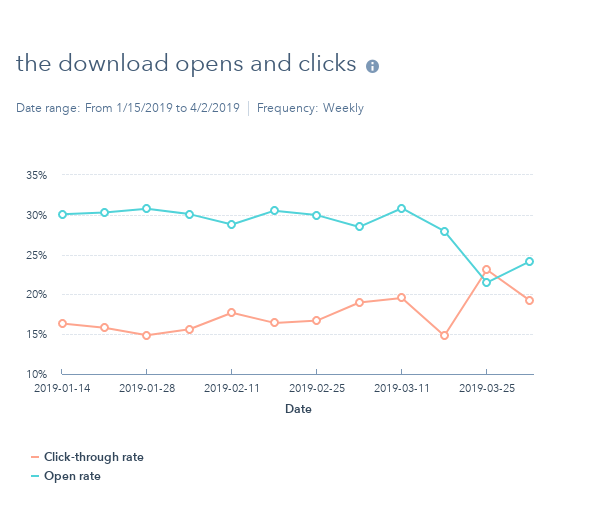 the download opens and clicks
Date range: From 1/15/2019 to 4/2/2019 Frequency: Weekly
35%
30%
25%
20%
15%
10%
2019-01-14 2019-01-28 2019-02-11 2019-02-25 2019-03-11 2019-03-25
Date
Click-through rate
Open rate